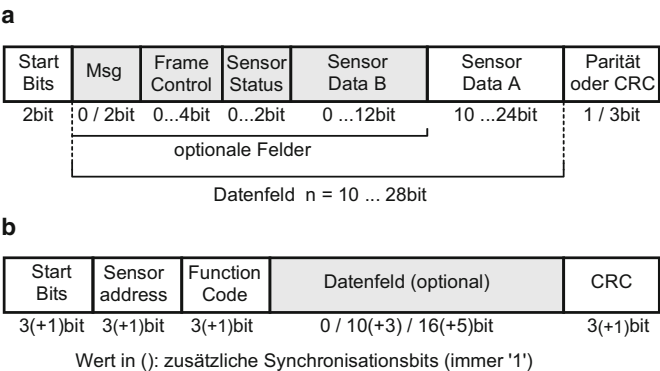 a
Start Bits Msg Frame Control Sensor Status Sensor Data B Sensor Data A Parität oder CRC
2bit 0 / 2bit 0...4bit 0...2bit 0 ...12bit 10 ...24bit 1 / 3bit
optionale Felder
Datenfeld n = 10 ... 28bit
b
Start Bits Sensor address Function Code Datenfeld (optional) CRC
3(+1)bit 3(+1)bit 3(+1)bit 0 / 10(+3) / 16(+5)bit 3(+1)bit
Wert in (): zusätzliche Synchronisationsbits (immer '1')